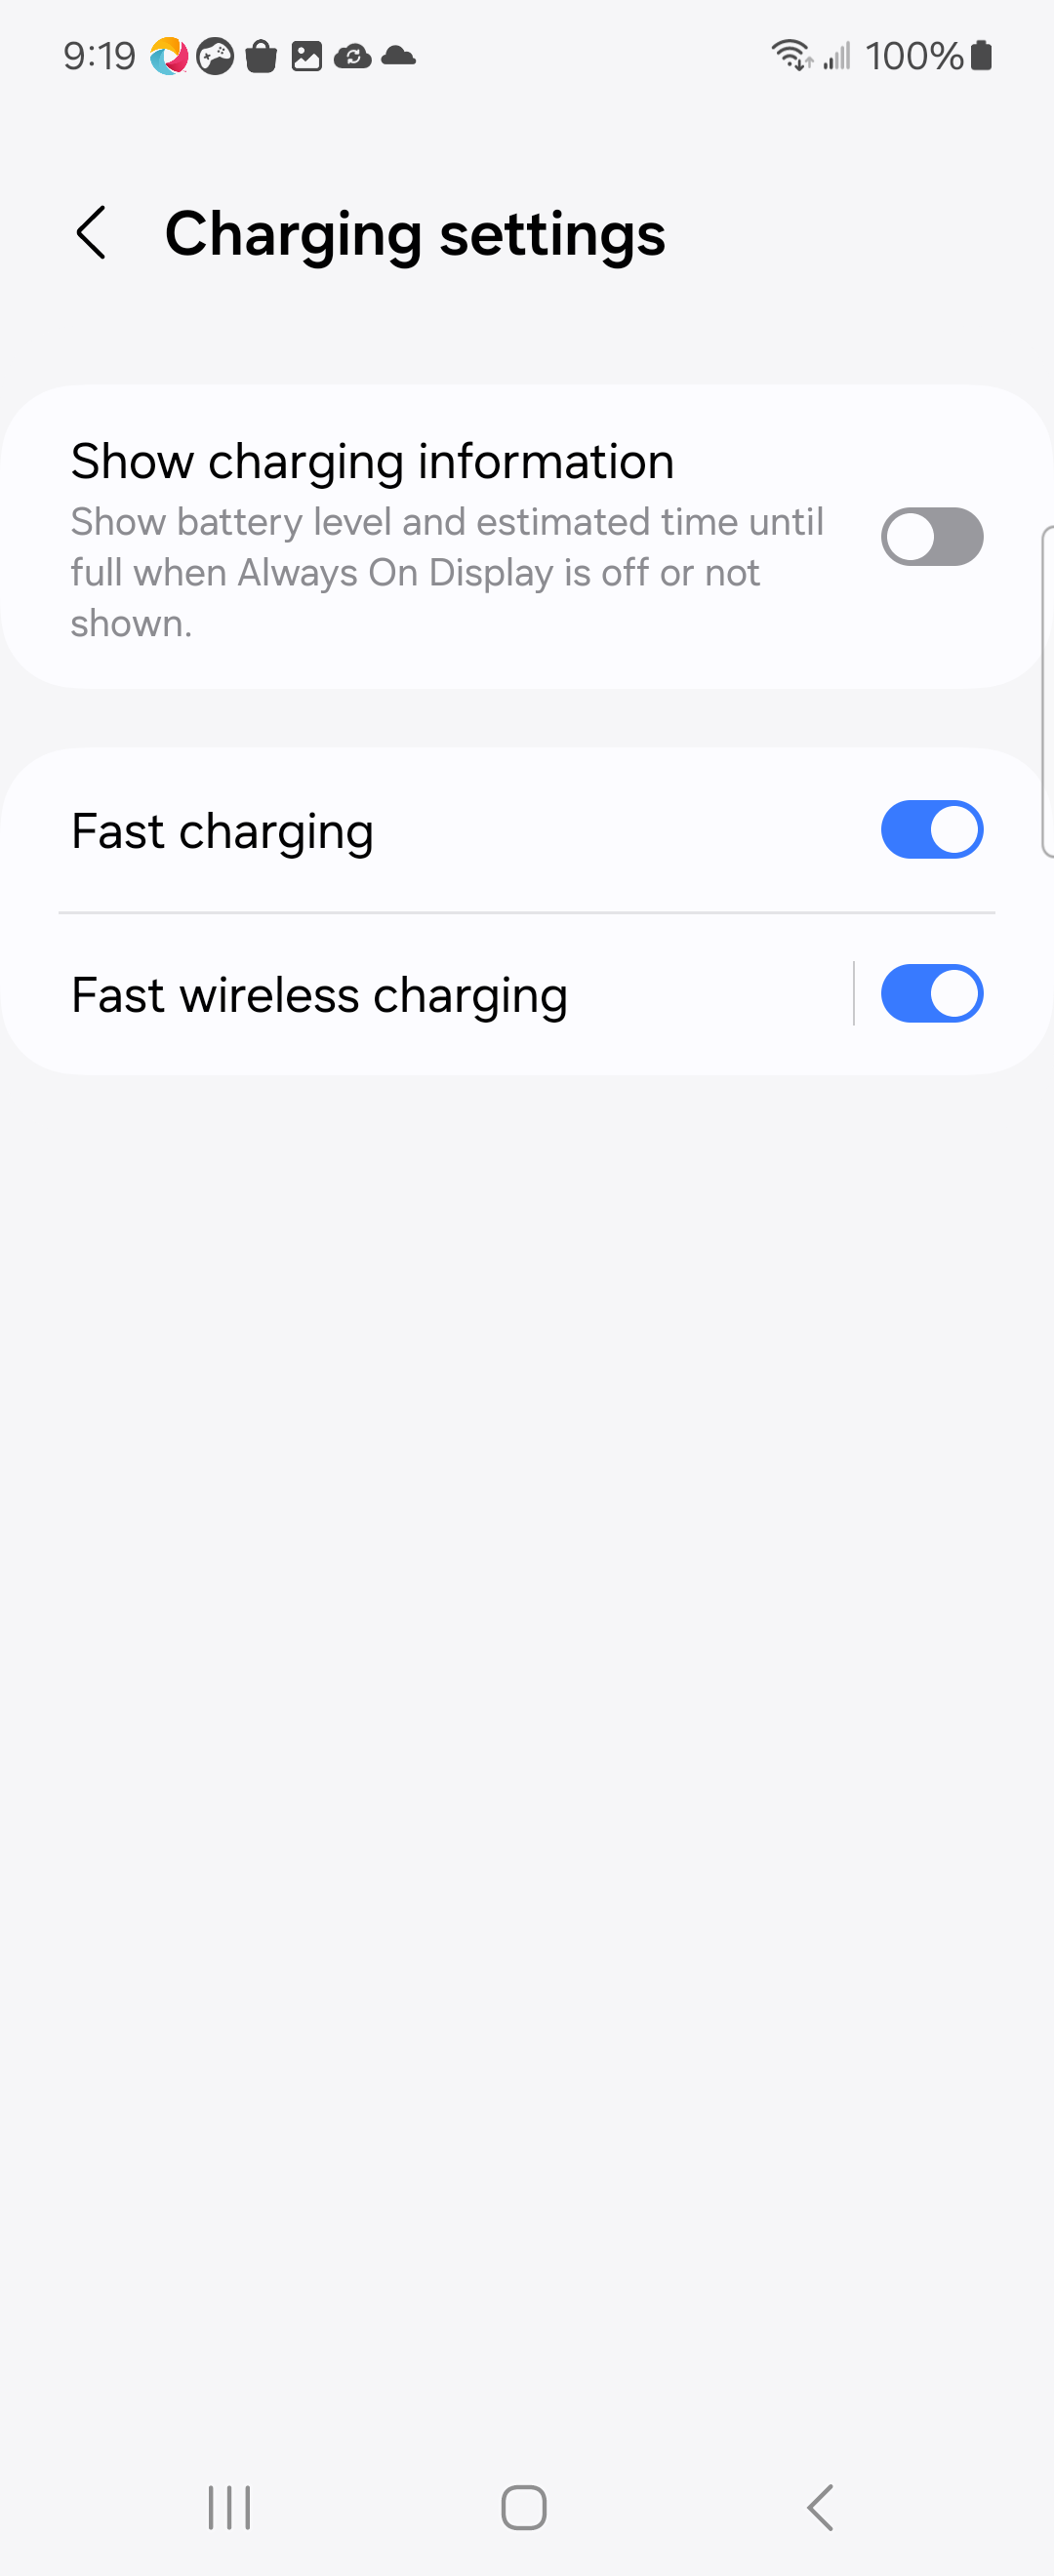 9:19
100%
Charging settings
Show charging information
Show battery level and estimated time until
full when Always On Display is off or not
shown.
Fast charging
Fast wireless charging